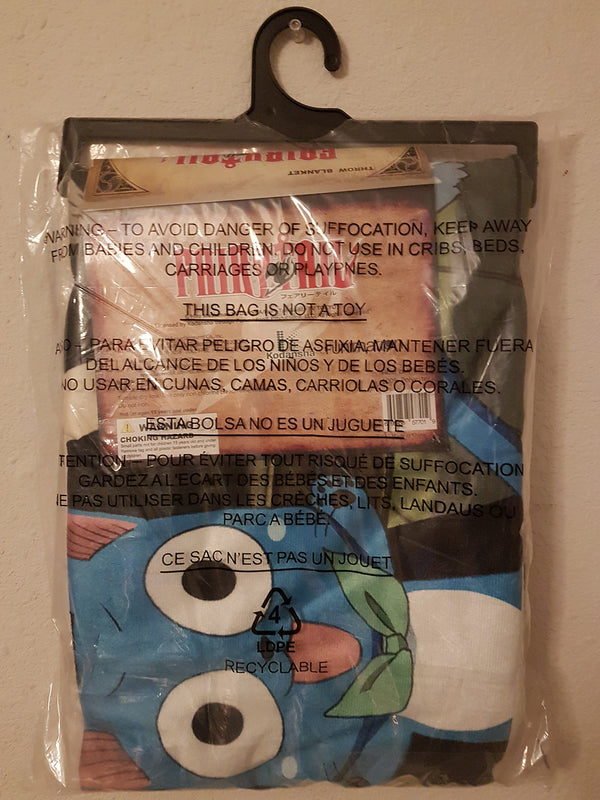 FAIRY TAIL
THROW BLANKET
WARNING – TO AVOID DANGER OF SUFFOCATION, KEEP AWAY
FROM BABIES AND CHILDREN. DO NOT USE IN CRIBS, BEDS,
CARRIAGES OR PLAYPNES.
FAIRY TAIL
フェアリーテイル
THIS BAG IS NOT A TOY
PARA EVITAR PELIGRO DE ASFIXIA, MANTENER FUERA
Kodansha
DEL ALCANCE DE LOS NIÑOS Y DE LOS BEBÉS.
NO USAR EN CUNAS, CAMAS, CARRIOLAS O CORALES.
57701
WARNING
ESTA BOLSA NO ES UN JUGUETE
CHOKING HAZARD
TENTION – POUR ÉVITER TOUT RISQUE DE SUFFOCATION
GARDEZ A L'ECART DES BÉBÉS ET DES ENFANTS.
NE PAS UTILISER DANS LES CRÈCHES, LITS, LANDAUS OU
PARC A BÉBÉ.
CE SAC N'EST PAS UN JOUET
4
LDPE
RECYCLABLE